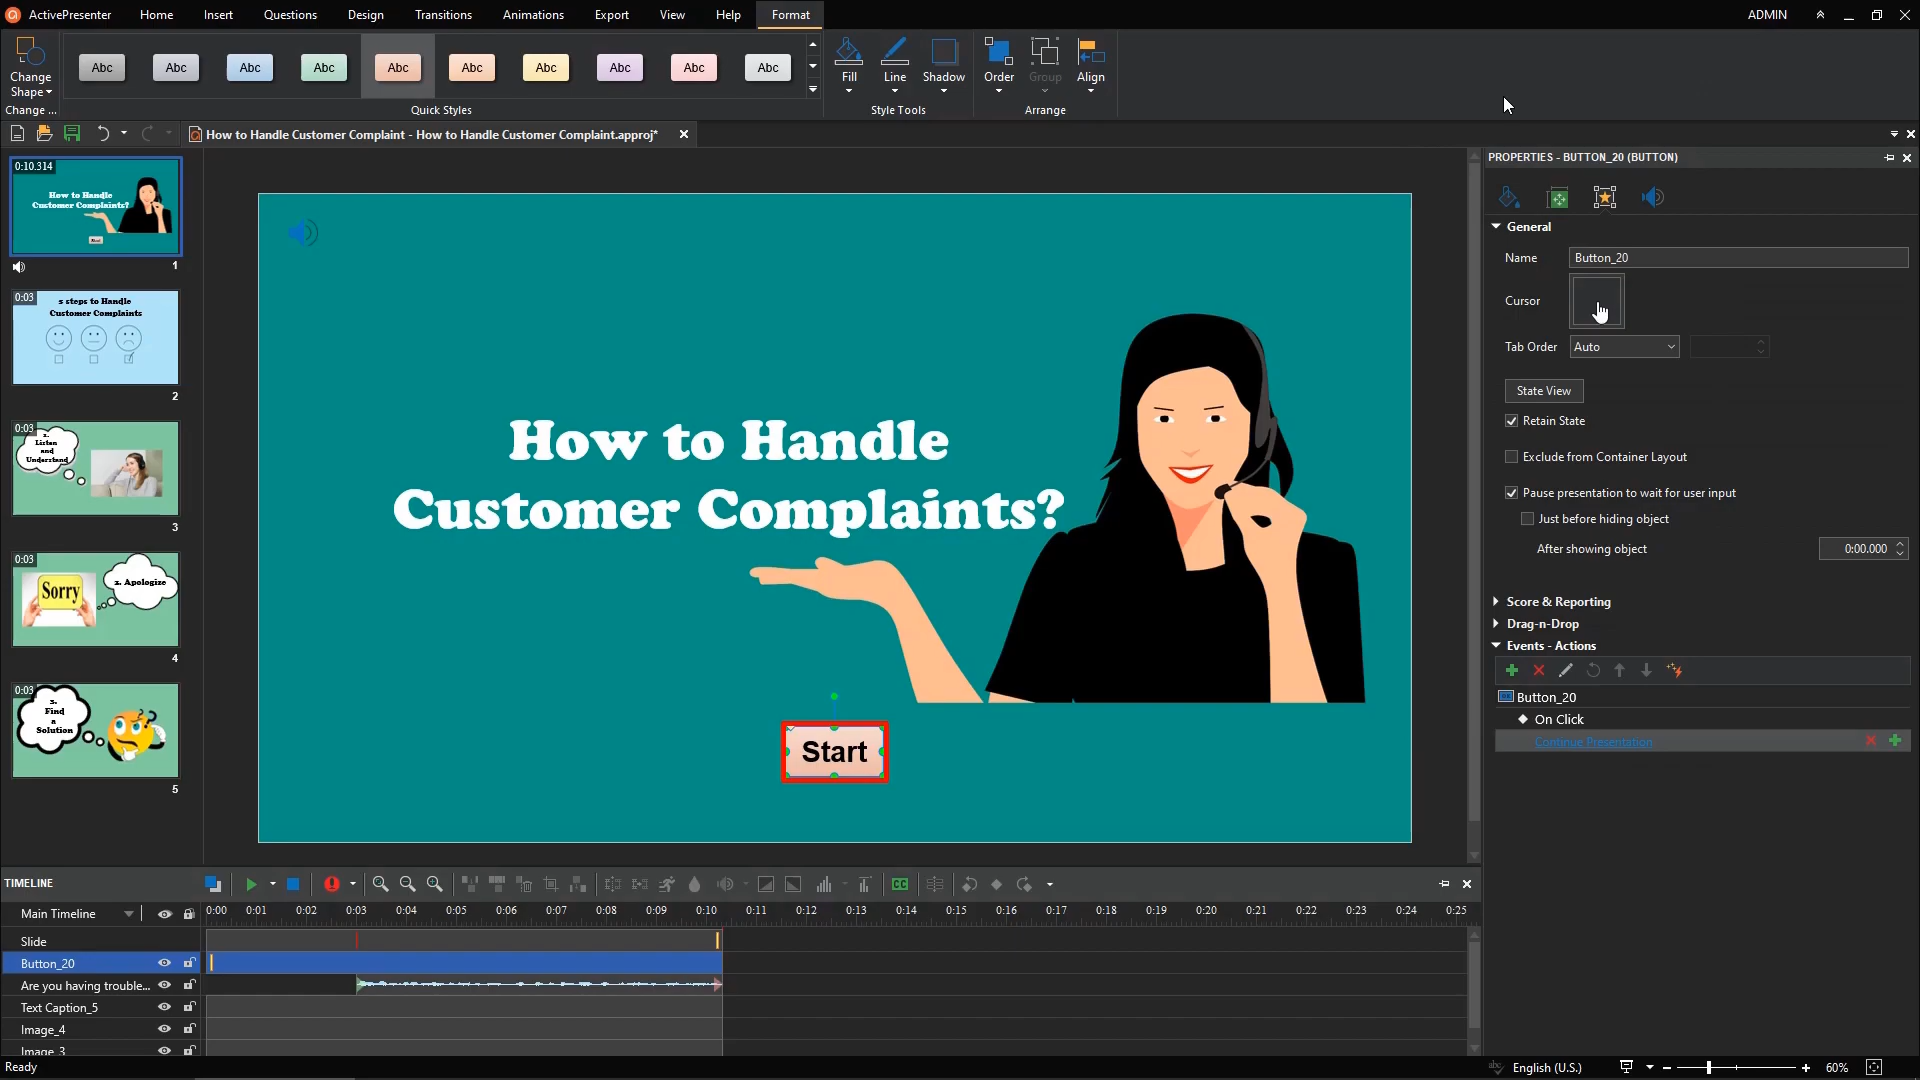 ActivePresenter
Home
Insert
Questions
Design
Transitions
Animations
Export
View
Help
Format
ADMIN
Change
Shape
Change ...
Abc
Abc
Abc
Abc
Abc
Abc
Abc
Abc
Abc
Abc
Quick Styles
Fill
Line
Shadow
Style Tools
Order
Group
Align
Arrange
How to Handle Customer Complaint - How to Handle Customer Complaint.approj*
0:10.314
How to Handle
Customer Complaints?
Start
1
0:03
5 steps to Handle
Customer Complaints
2
0:03
1.
Listen
and
Understand
3
0:03
Sorry
2. Apologize
4
0:03
3.
Find
a
Solution
5
How to Handle
Customer Complaints?
Start
PROPERTIES - BUTTON_20 (BUTTON)
General
Name
Button_20
Cursor
Tab Order
Auto
State View
Retain State
Exclude from Container Layout
Pause presentation to wait for user input
Just before hiding object
After showing object
0:00.000
Score & Reporting
Drag-n-Drop
Events - Actions
Button_20
On Click
Continue Presentation
TIMELINE
CC
Main Timeline
0:00
0:01
0:02
0:03
0:04
0:05
0:06
0:07
0:08
0:09
0:10
0:11
0:12
0:13
0:14
0:15
0:16
0:17
0:18
0:19
0:20
0:21
0:22
0:23
0:24
0:25
Slide
Button_20
Are you having trouble...
Text Caption_5
Image_4
Image_3
Ready
abc
English (U.S.)
60%